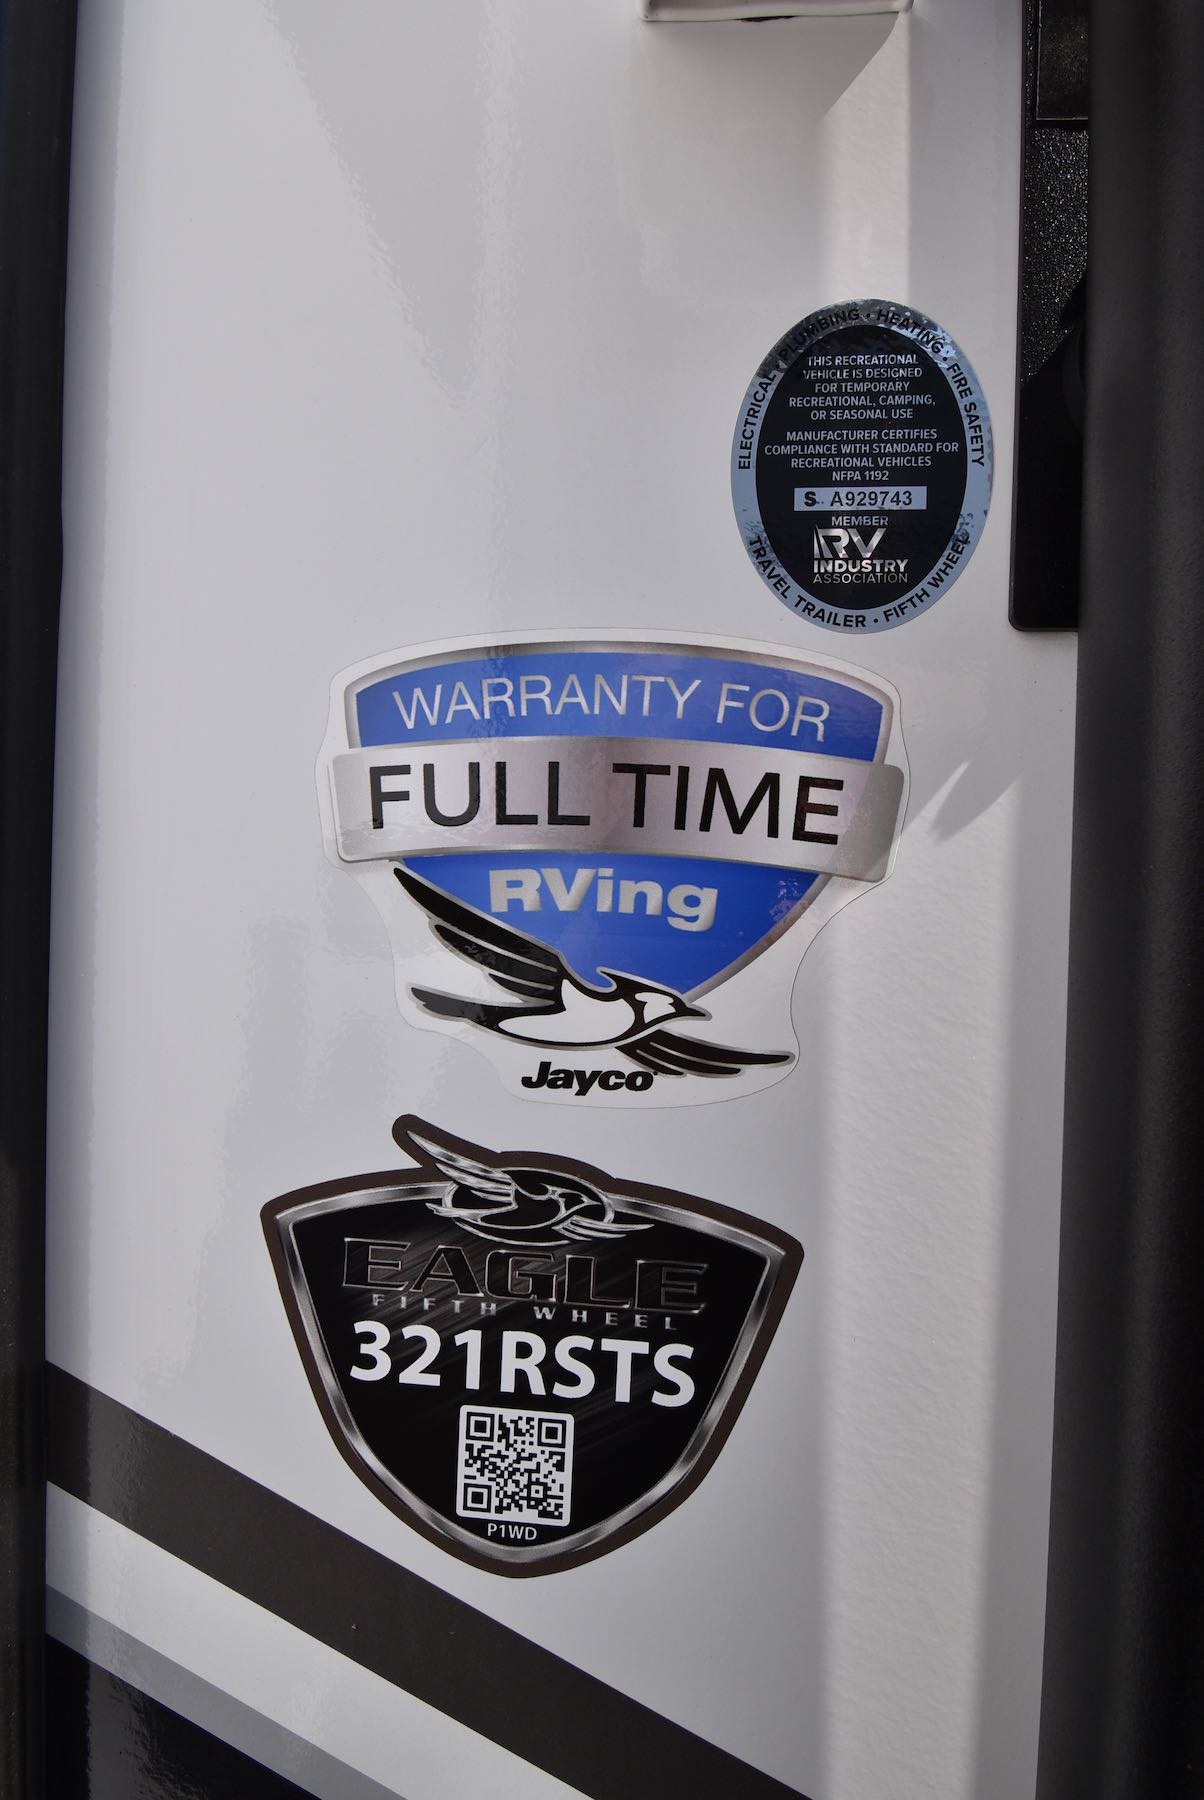 ELECTRICAL • PLUMBING • HEATING • FIRE SAFETY
THIS RECREATIONAL
VEHICLE IS DESIGNED
FOR TEMPORARY
RECREATIONAL, CAMPING,
OR SEASONAL USE
MANUFACTURER CERTIFIES
COMPLIANCE WITH STANDARD FOR
RECREATIONAL VEHICLES
NFPA 1192
S A929743
MEMBER
RV
INDUSTRY
ASSOCIATION
TRAVEL TRAILER • FIFTH WHEEL
WARRANTY FOR
FULL TIME
RVing
Jayco
EAGLE
FIFTH WHEEL
321RSTS
P1WD